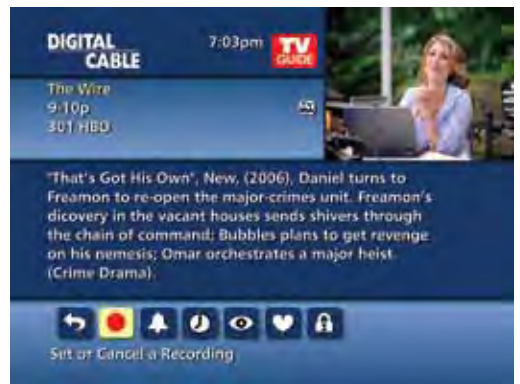 DIGITAL
CABLE
7:03pm
TV
GUIDE
The Wire
9-10p
301 HBO
"That's Got His Own", New, (2006), Daniel turns to
Freamon to re-open the major-crimes unit. Freamon's
dicovery in the vacant houses sends shivers through
the chain of command; Bubbles plans to get revenge
on his nemesis; Omar orchestrates a major heist.
(Crime Drama).
Set or Cancel a Recording